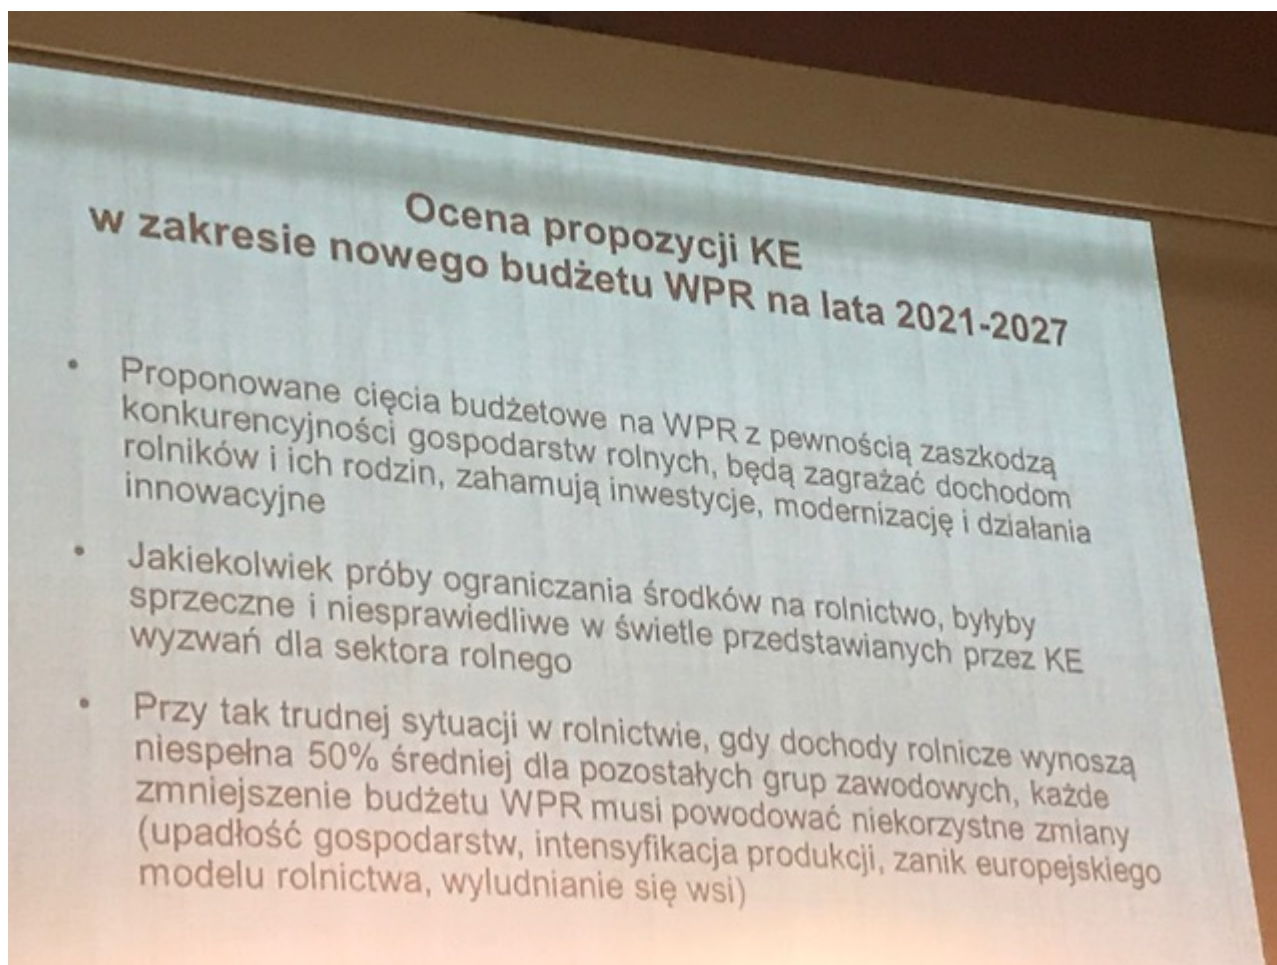 Ocena propozycji KE
w zakresie nowego budżetu WPR na lata 2021-2027
• Proponowane cięcia budżetowe na WPR z pewnością zaszkodzą
konkurencyjności gospodarstw rolnych, będą zagrażać dochodom
rolników i ich rodzin, zahamują inwestycje, modernizację i działania
innowacyjne
• Jakiekolwiek próby ograniczania środków na rolnictwo, byłyby
sprzeczne i niesprawiedliwe w świetle przedstawianych przez KE
wyzwań dla sektora rolnego
• Przy tak trudnej sytuacji w rolnictwie, gdy dochody rolnicze wynoszą
niespełna 50% średniej dla pozostałych grup zawodowych, każde
zmniejszenie budżetu WPR musi powodować niekorzystne zmiany
(upadłość gospodarstw, intensyfikacja produkcji, zanik europejskiego
modelu rolnictwa, wyludnianie się wsi)